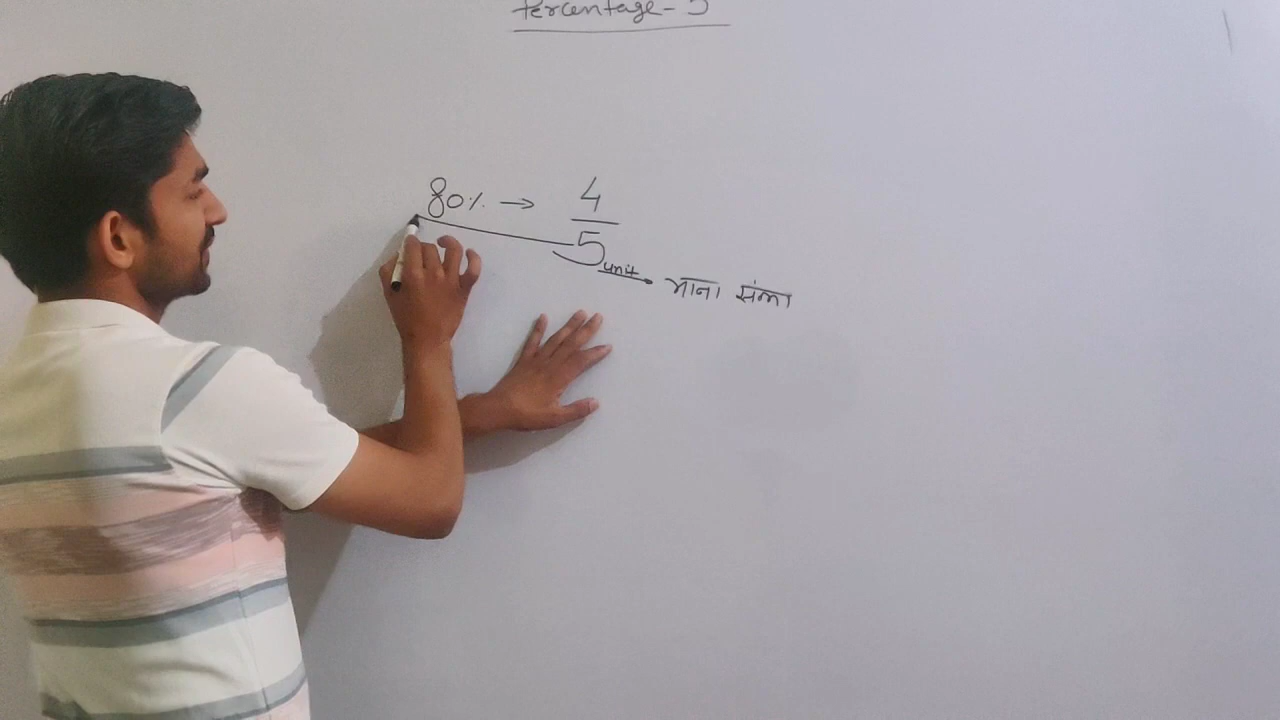 Percentage - 5
80% → 4/5 unit → माना संख्या